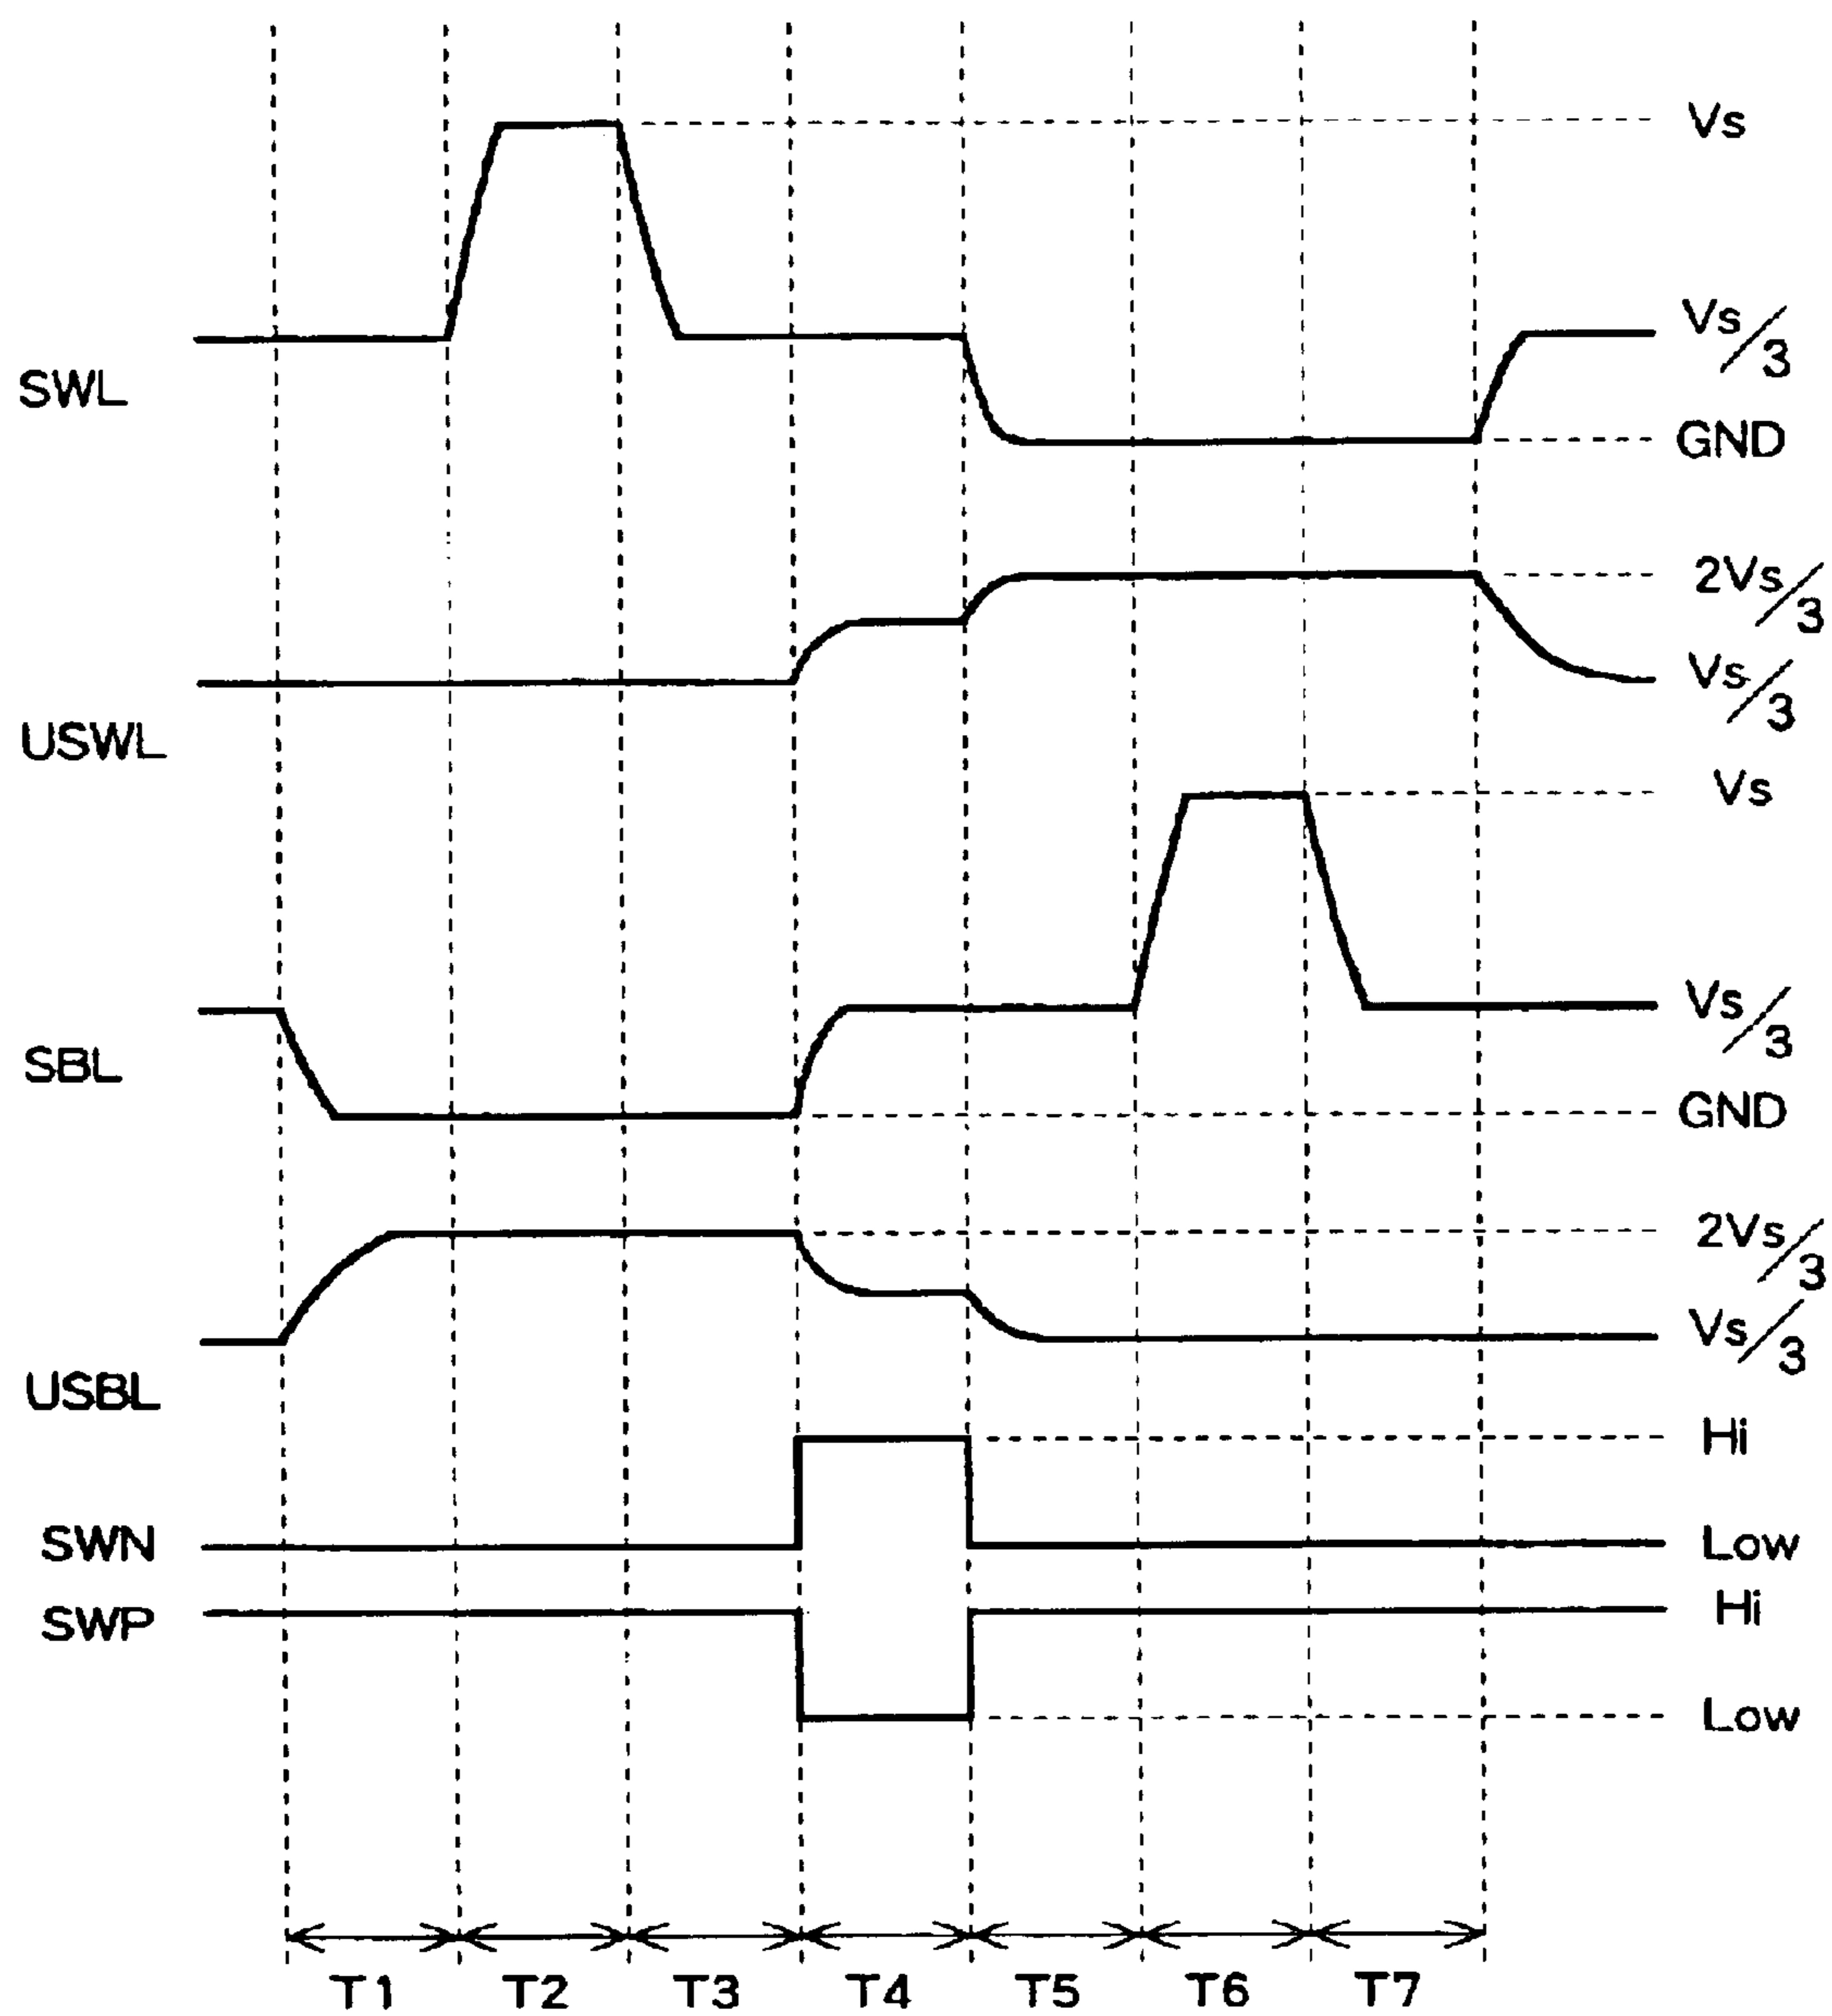 Vs
Vs/3
SWL
GND
2Vs/3
Vs/3
USWL
Vs
Vs/3
SBL
GND
2Vs/3
Vs/3
USBL
Hi
SWN
Low
SWP
Hi
Low
T1 T2 T3 T4 T5 T6 T7